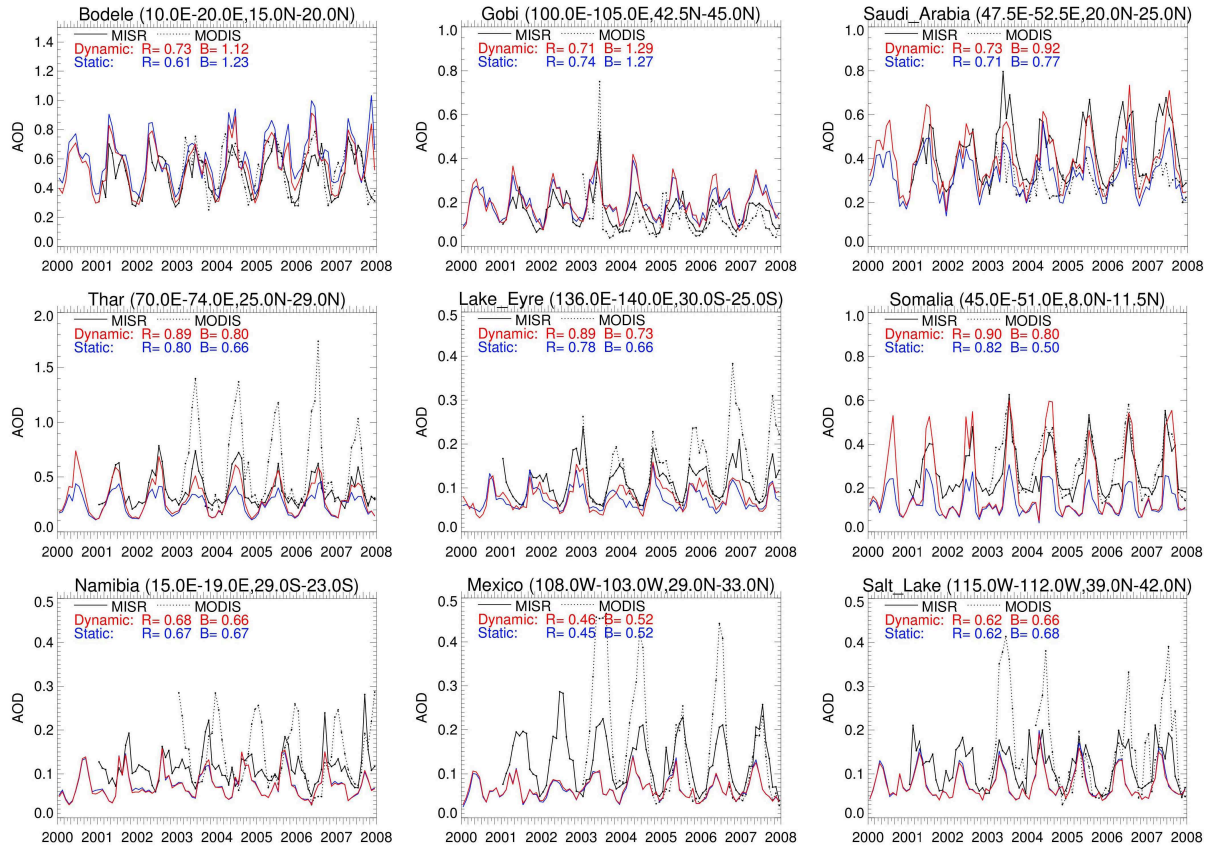 Bodele (10.0E-20.0E,15.0N-20.0N)
MISR MODIS
Dynamic: R= 0.73 B= 1.12
Static: R= 0.61 B= 1.23
AOD
1.4
1.2
1.0
0.8
0.6
0.4
0.2
0.0
2000 2001 2002 2003 2004 2005 2006 2007 2008
Gobi (100.0E-105.0E,42.5N-45.0N)
MISR MODIS
Dynamic: R= 0.71 B= 1.29
Static: R= 0.74 B= 1.27
AOD
1.0
0.8
0.6
0.4
0.2
0.0
2000 2001 2002 2003 2004 2005 2006 2007 2008
Saudi_Arabia (47.5E-52.5E,20.0N-25.0N)
MISR MODIS
Dynamic: R= 0.73 B= 0.92
Static: R= 0.71 B= 0.77
AOD
1.0
0.8
0.6
0.4
0.2
0.0
2000 2001 2002 2003 2004 2005 2006 2007 2008
Thar (70.0E-74.0E,25.0N-29.0N)
MISR MODIS
Dynamic: R= 0.89 B= 0.80
Static: R= 0.80 B= 0.66
AOD
2.0
1.5
1.0
0.5
0.0
2000 2001 2002 2003 2004 2005 2006 2007 2008
Lake_Eyre (136.0E-140.0E,30.0S-25.0S)
MISR MODIS
Dynamic: R= 0.89 B= 0.73
Static: R= 0.78 B= 0.66
AOD
0.5
0.4
0.3
0.2
0.1
0.0
2000 2001 2002 2003 2004 2005 2006 2007 2008
Somalia (45.0E-51.0E,8.0N-11.5N)
MISR MODIS
Dynamic: R= 0.90 B= 0.80
Static: R= 0.82 B= 0.50
AOD
1.0
0.8
0.6
0.4
0.2
0.0
2000 2001 2002 2003 2004 2005 2006 2007 2008
Namibia (15.0E-19.0E,29.0S-23.0S)
MISR MODIS
Dynamic: R= 0.68 B= 0.66
Static: R= 0.67 B= 0.67
AOD
0.5
0.4
0.3
0.2
0.1
0.0
2000 2001 2002 2003 2004 2005 2006 2007 2008
Mexico (108.0W-103.0W,29.0N-33.0N)
MISR MODIS
Dynamic: R= 0.46 B= 0.52
Static: R= 0.45 B= 0.52
AOD
0.5
0.4
0.3
0.2
0.1
0.0
2000 2001 2002 2003 2004 2005 2006 2007 2008
Salt_Lake (115.0W-112.0W,39.0N-42.0N)
MISR MODIS
Dynamic: R= 0.62 B= 0.66
Static: R= 0.62 B= 0.68
AOD
0.5
0.4
0.3
0.2
0.1
0.0
2000 2001 2002 2003 2004 2005 2006 2007 2008